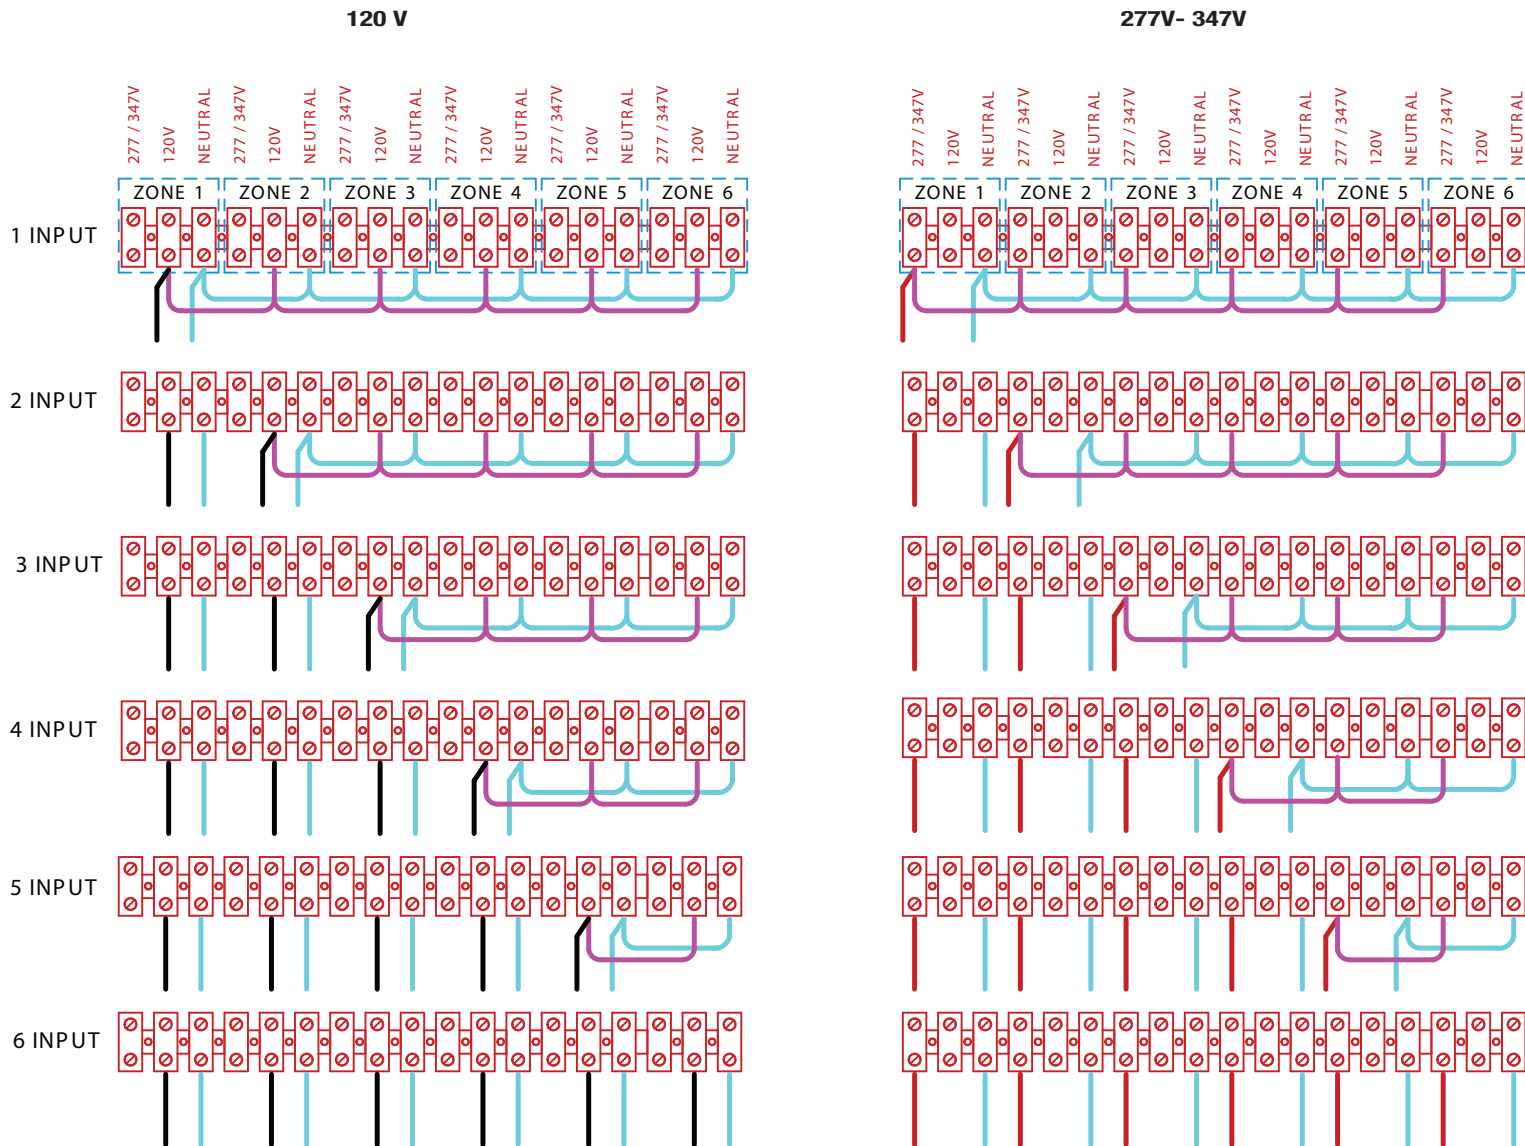 120 V
277V- 347V
277 / 347V
120V
NEUTRAL
277 / 347V
120V
NEUTRAL
277 / 347V
120V
NEUTRAL
277 / 347V
120V
NEUTRAL
277 / 347V
120V
NEUTRAL
277 / 347V
120V
NEUTRAL
277 / 347V
120V
NEUTRAL
277 / 347V
120V
NEUTRAL
277 / 347V
120V
NEUTRAL
277 / 347V
120V
NEUTRAL
277 / 347V
120V
NEUTRAL
277 / 347V
120V
NEUTRAL
ZONE 1
ZONE 2
ZONE 3
ZONE 4
ZONE 5
ZONE 6
ZONE 1
ZONE 2
ZONE 3
ZONE 4
ZONE 5
ZONE 6
1 INPUT
2 INPUT
3 INPUT
4 INPUT
5 INPUT
6 INPUT